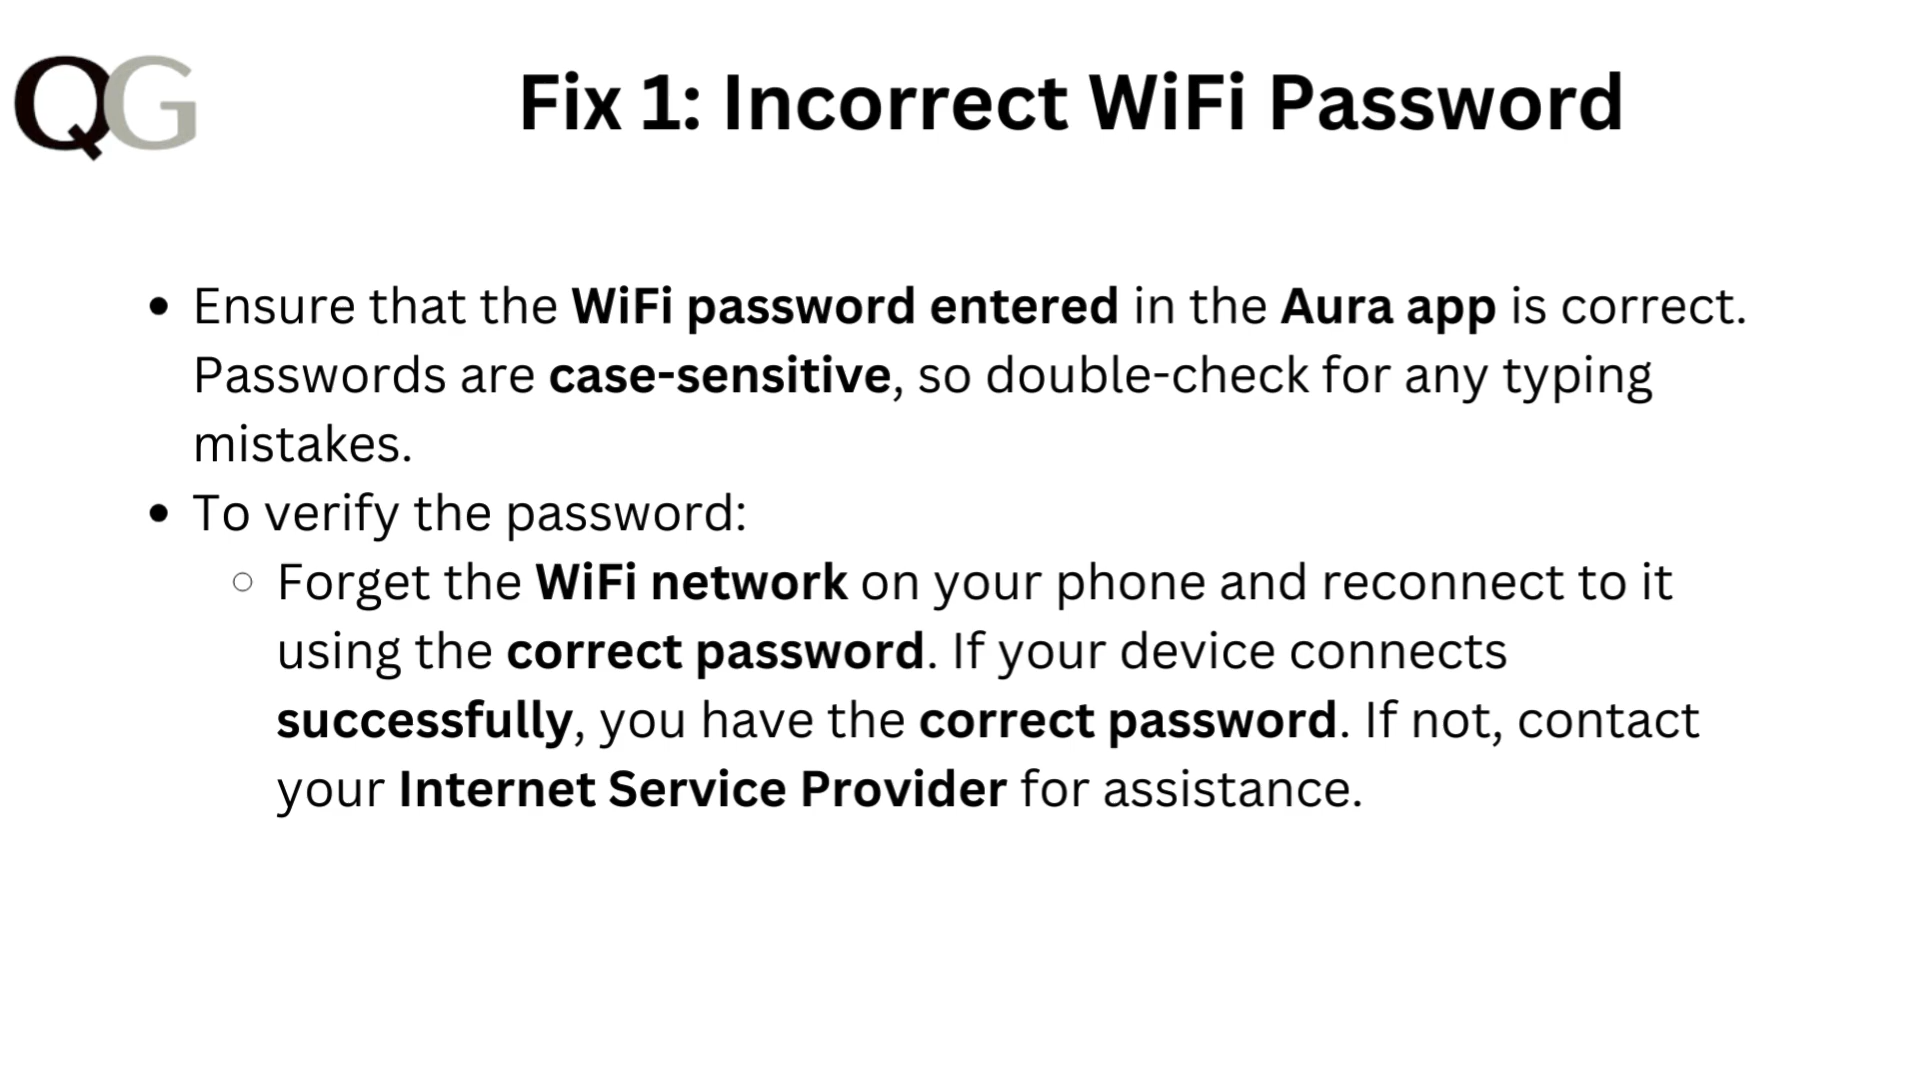 QG
Fix 1: Incorrect WiFi Password
• Ensure that the WiFi password entered in the Aura app is correct.
Passwords are case-sensitive, so double-check for any typing
mistakes.
• To verify the password:
○ Forget the WiFi network on your phone and reconnect to it
using the correct password. If your device connects
successfully, you have the correct password. If not, contact
your Internet Service Provider for assistance.